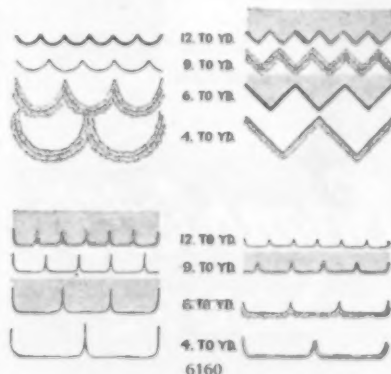 12. TO YD.
9. TO YD.
6. TO YD.
4. TO YD.
12. TO YD.
9. TO YD.
6. TO YD.
4. TO YD.
6160